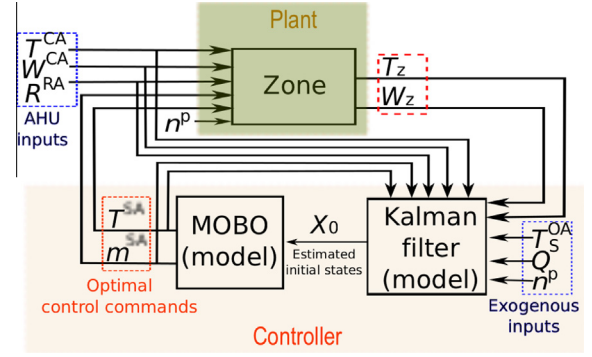 Plant
T^CA
W^CA
R^RA
AHU
inputs
Zone
n^p
T_z
W_z
T
m
Optimal
control commands
MOBO
(model)
X_0
Estimated
initial states
Kalman
filter
(model)
T_S^OA
Q
n^p
Exogenous
inputs
Controller